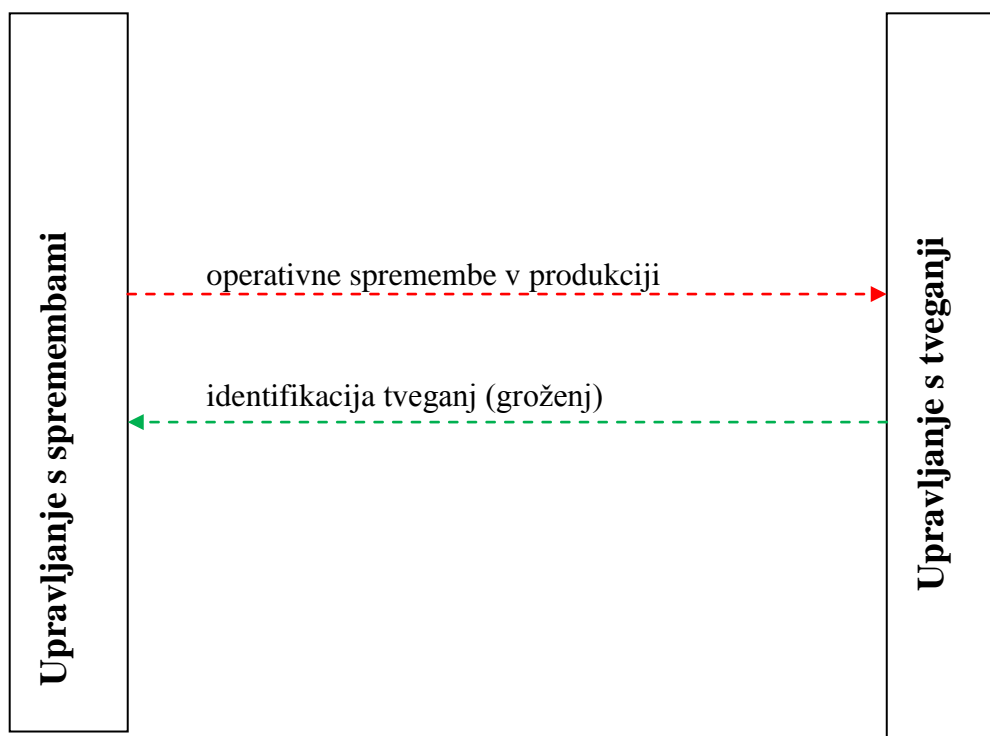 Upravljanje s spremembami
operativne spremembe v produkciji
identifikacija tveganj (groženj)
Upravljanje s tveganji